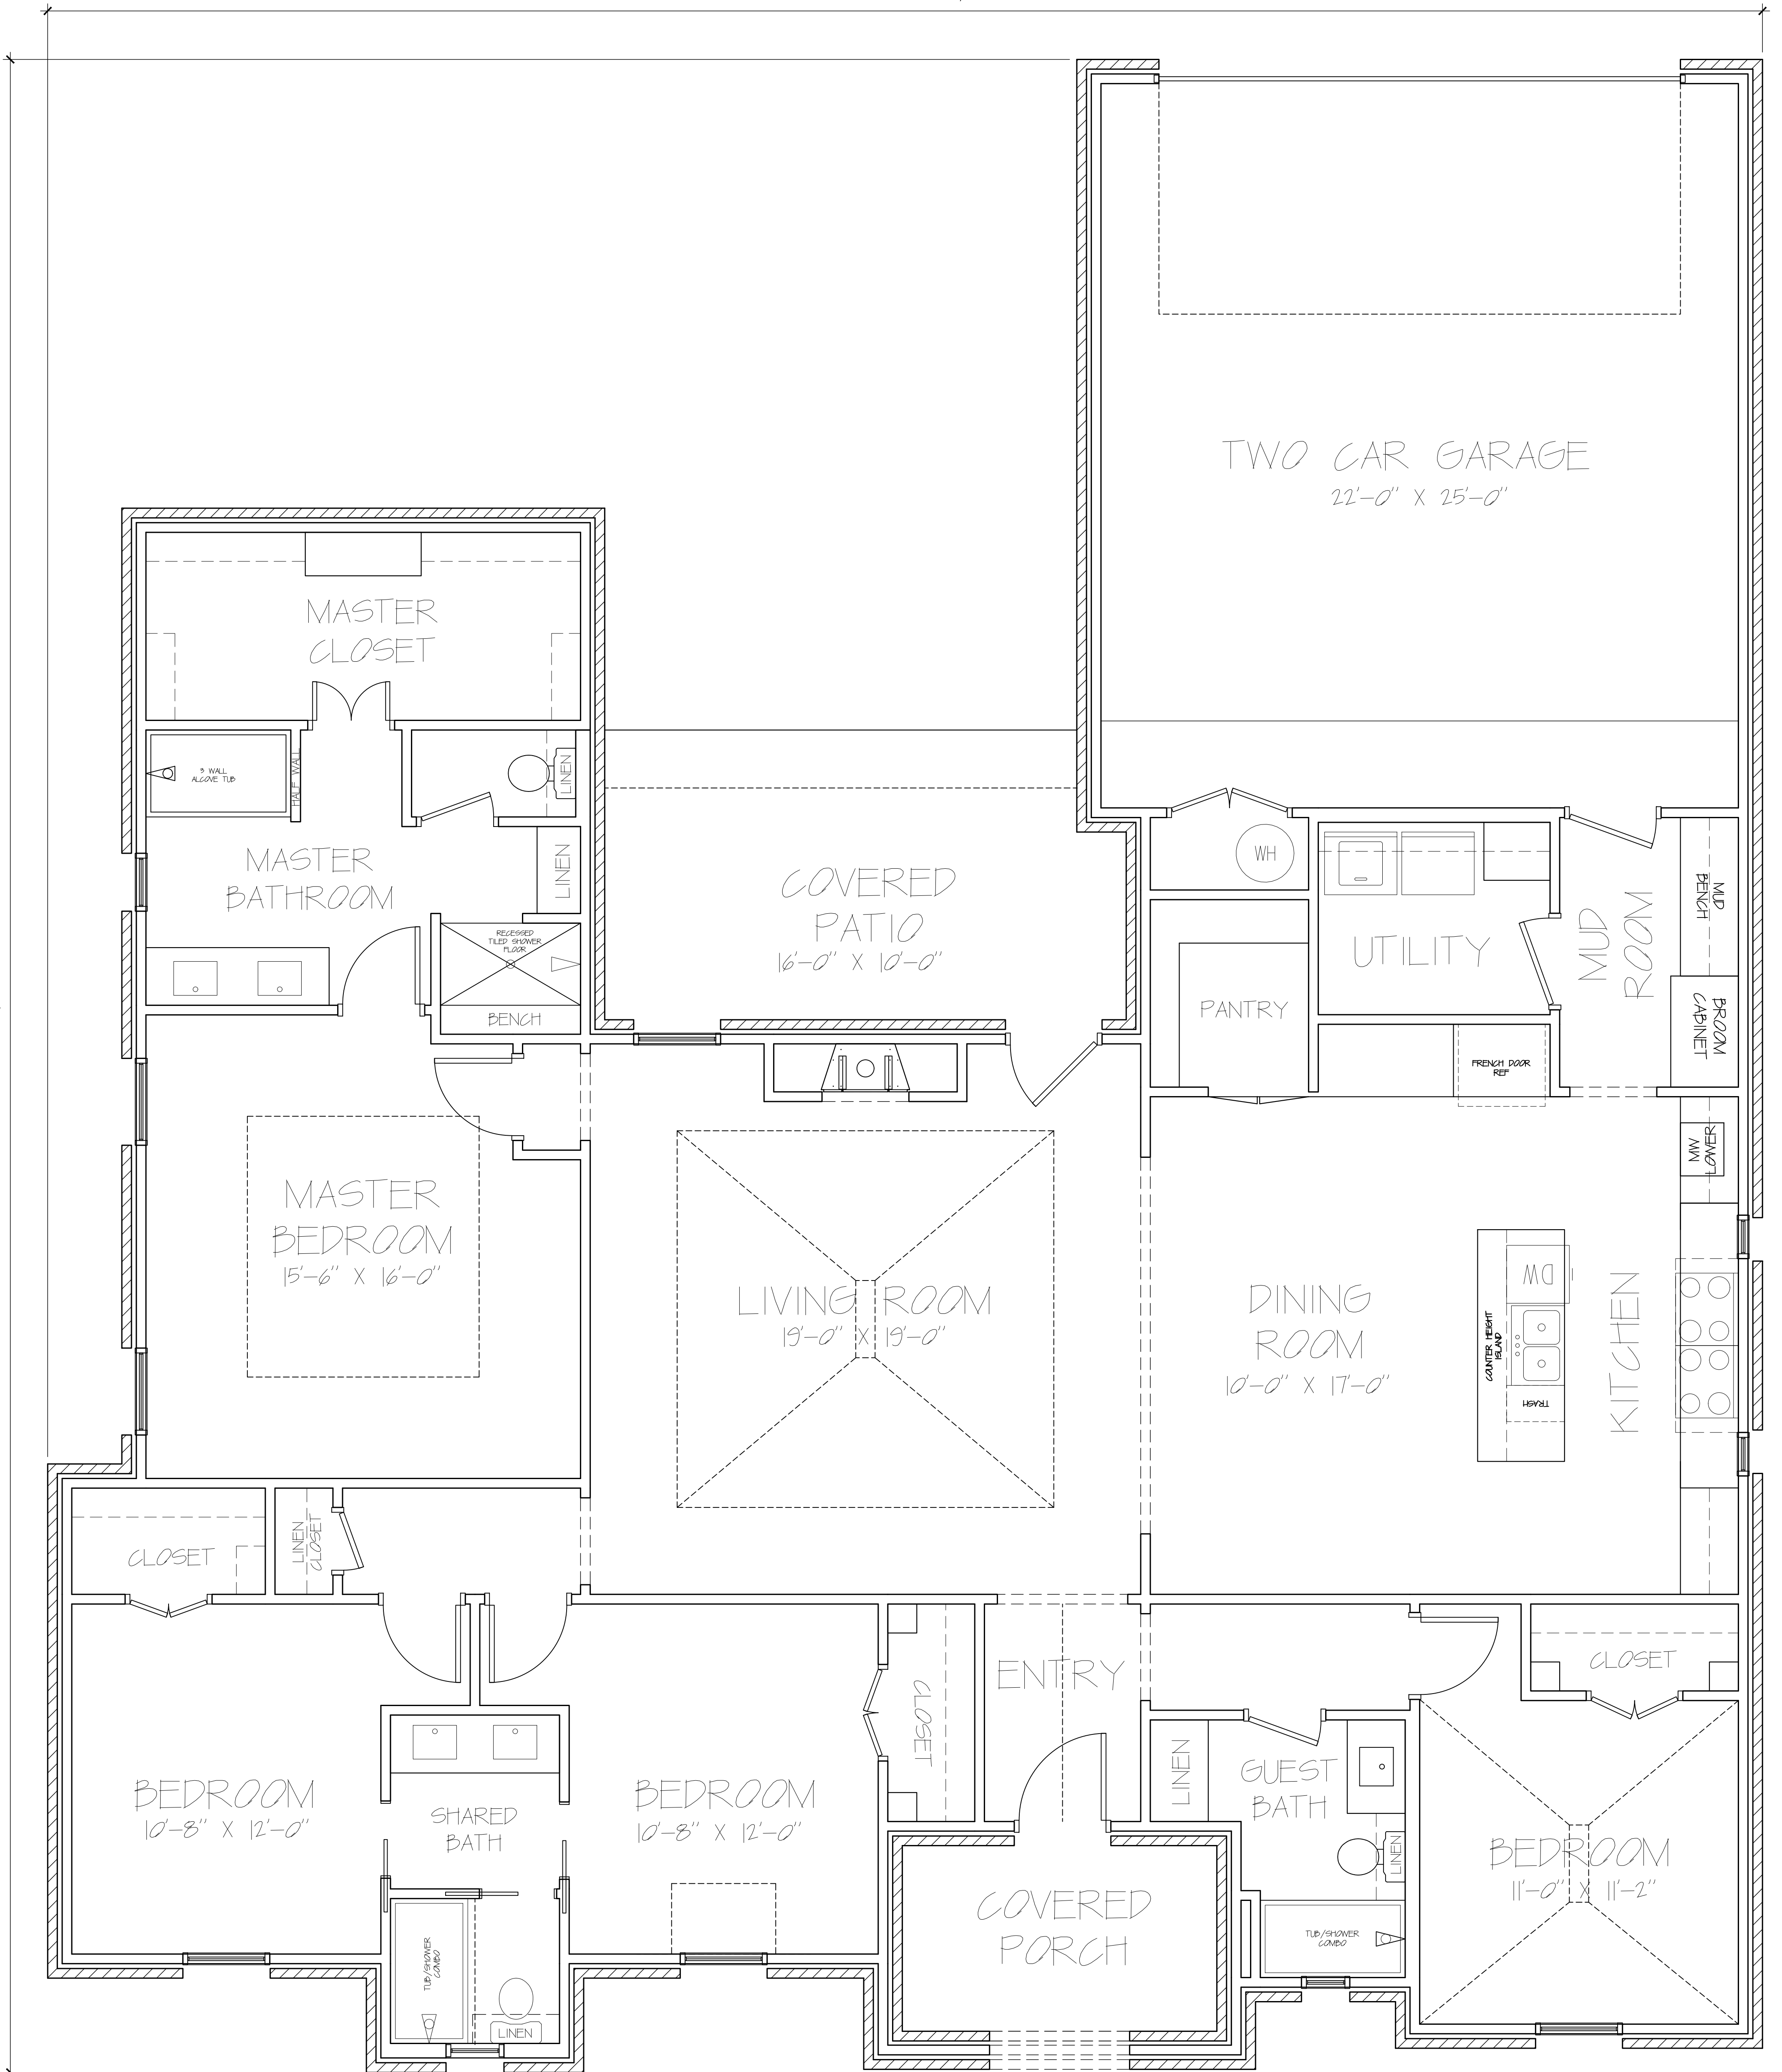 TWO CAR GARAGE
22'-0" X 25'-0"
MASTER
CLOSET
3 WALL
ALCOVE TUB
HALF WALL
LINEN
MASTER
BATHROOM
LINEN
RECESSED
TILED SHOWER
FLOOR
BENCH
COVERED
PATIO
16'-0" X 10'-0"
WH
UTILITY
PANTRY
MUD
ROOM
MUD
BENCH
BROOM
CABINET
FRENCH DOOR
REF
MW
LOWER
MASTER
BEDROOM
15'-6" X 16'-0"
LIVING ROOM
19'-0" X 19'-0"
DINING
ROOM
10'-0" X 17'-0"
COUNTER HEIGHT
ISLAND
DW
TRASH
KITCHEN
CLOSET
LINEN
CLOSET
ENTRY
CLOSET
CLOSET
BEDROOM
10'-8" X 12'-0"
SHARED
BATH
BEDROOM
10'-8" X 12'-0"
LINEN
GUEST
BATH
LINEN
BEDROOM
11'-0" X 11'-2"
COVERED
PORCH
TUB/SHOWER
COMBO
TUB/SHOWER
COMBO
LINEN